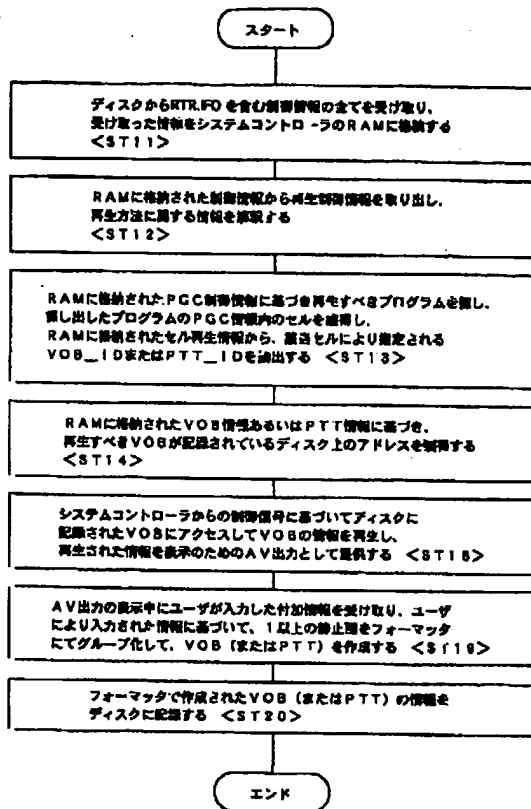 スタート
ディスクからRTR.IFOを含む制御情報の全てを受け取り,
受け取った情報をシステムコントローラのRAMに格納する
<ST11>
RAMに格納された制御情報から再生制御情報を取り出し,
再生方法に関する情報を解釈する
<ST12>
RAMに格納されたPGC制御情報に基づき再生すべきプログラムを探し,
探し出したプログラムのPGC情報内のセルを獲得し,
RAMに格納されたセル再生情報から、該当セルにより指定される
VOB_IDまたはPTT_IDを抽出する <ST13>
RAMに格納されたVOB情報あるいはPTT情報に基づき,
再生すべきVOBが記録されているディスク上のアドレスを獲得する
<ST14>
システムコントローラからの制御信号に基づいてディスクに
記録されたVOBにアクセスしてVOBの情報を再生し、
再生された情報を表示のためのAV出力として提供する <ST18>
AV出力の表示中にユーザが入力した付加情報を受け取り、ユーザ
により入力された情報に基づいて、1以上の静止画をフォーマッタ
にてグループ化して、VOB(またはPTT)を作成する <ST19>
フォーマッタで作成されたVOB(またはPTT)の情報を
ディスクに記録する <ST20>
エンド